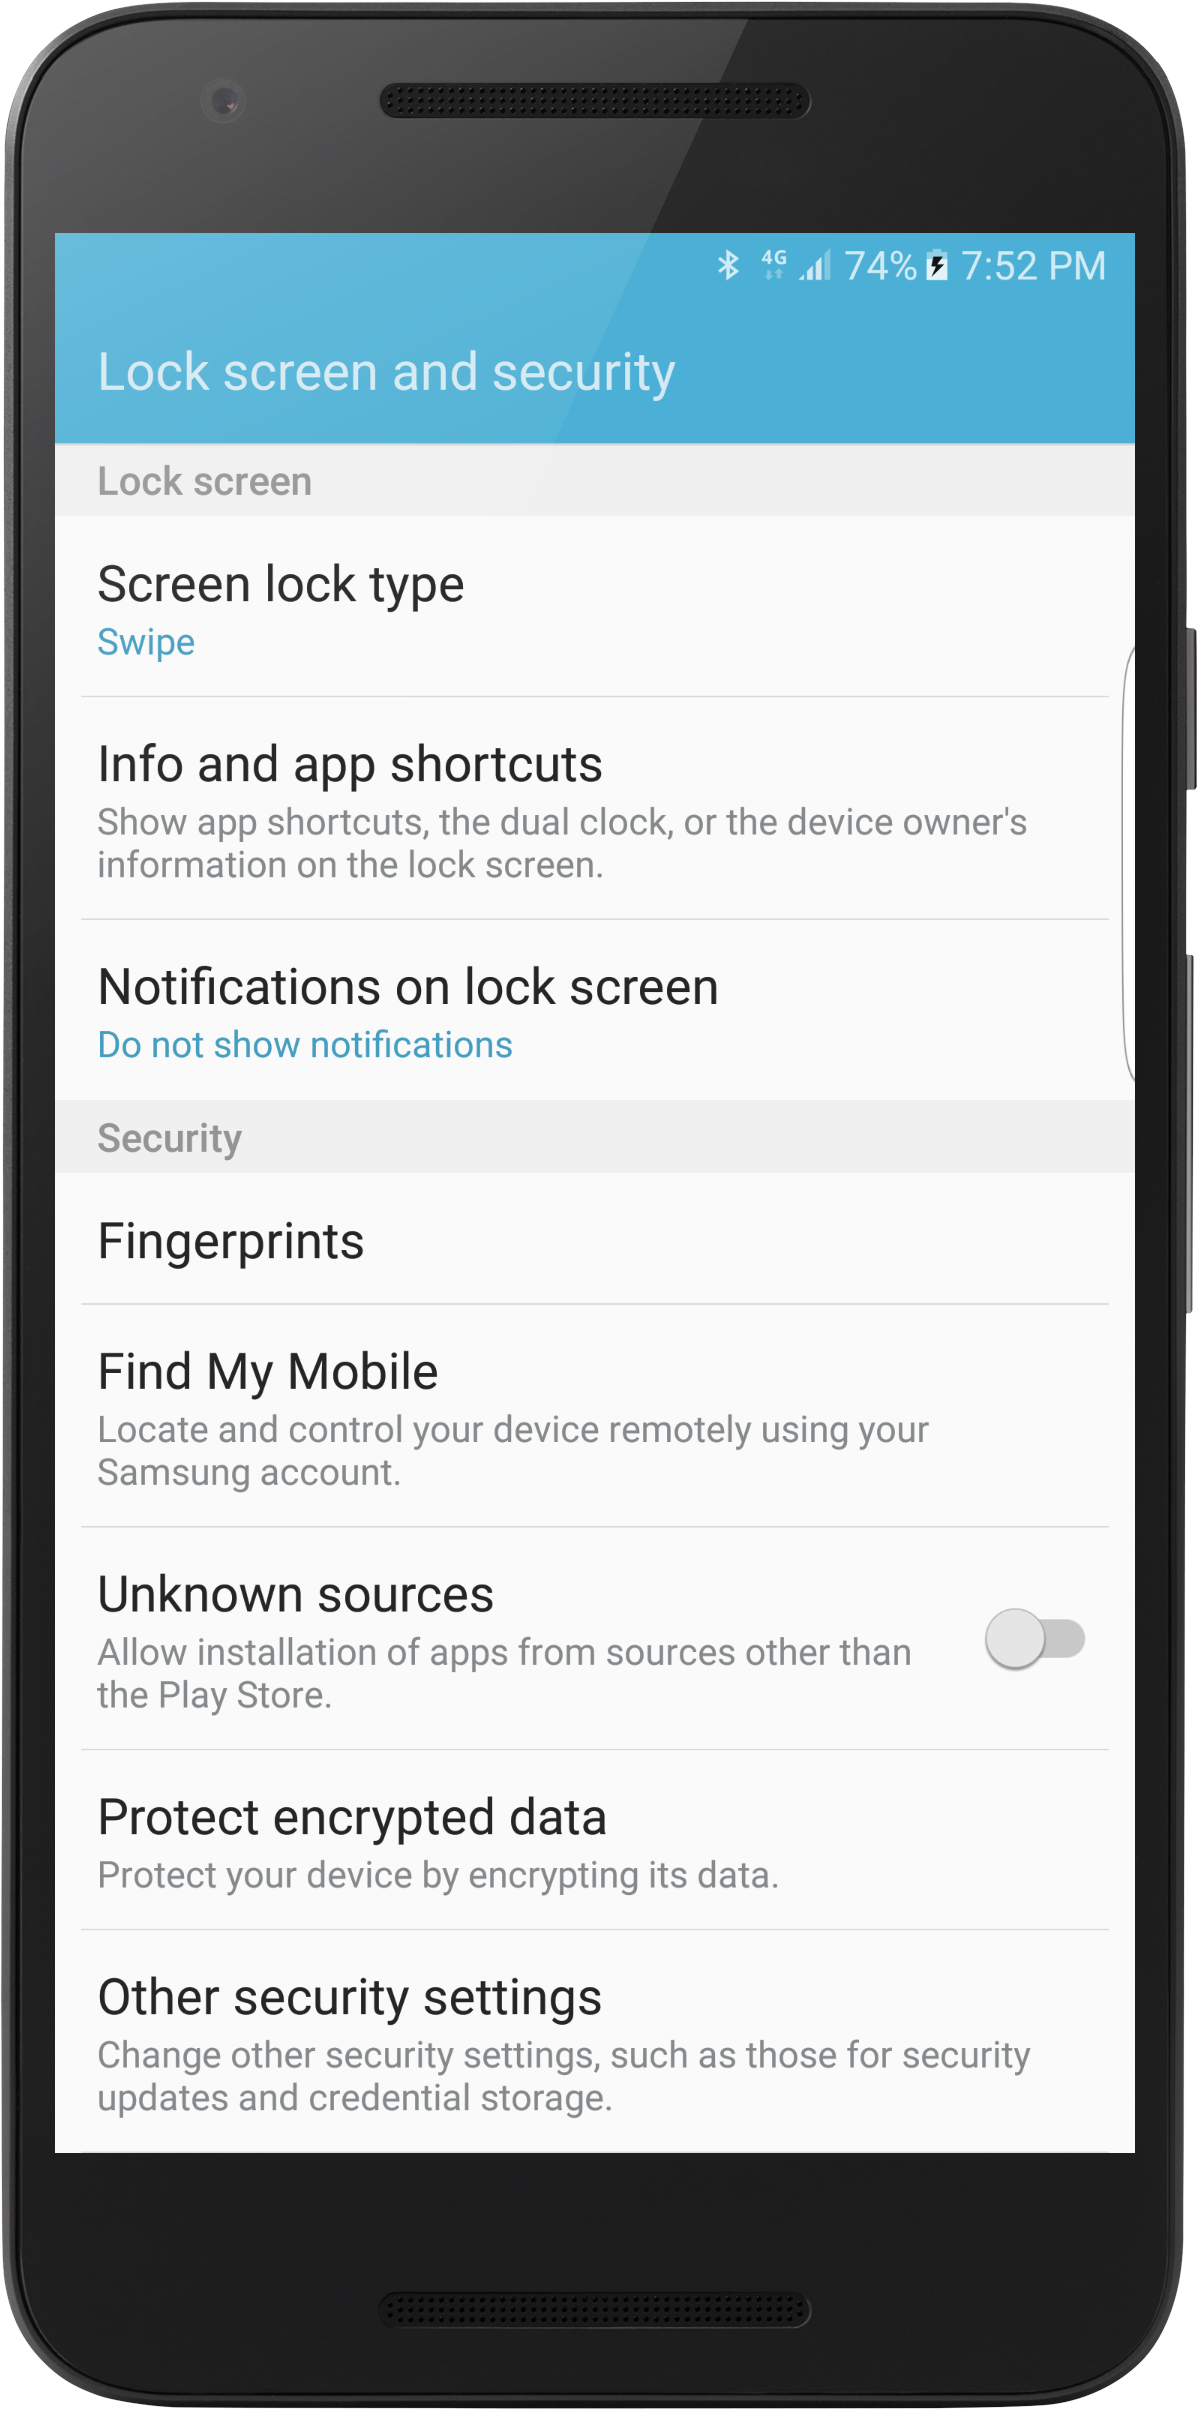 4G 74% 7:52 PM
Lock screen and security
Lock screen
Screen lock type
Swipe
Info and app shortcuts
Show app shortcuts, the dual clock, or the device owner's
information on the lock screen.
Notifications on lock screen
Do not show notifications
Security
Fingerprints
Find My Mobile
Locate and control your device remotely using your
Samsung account.
Unknown sources
Allow installation of apps from sources other than
the Play Store.
Protect encrypted data
Protect your device by encrypting its data.
Other security settings
Change other security settings, such as those for security
updates and credential storage.